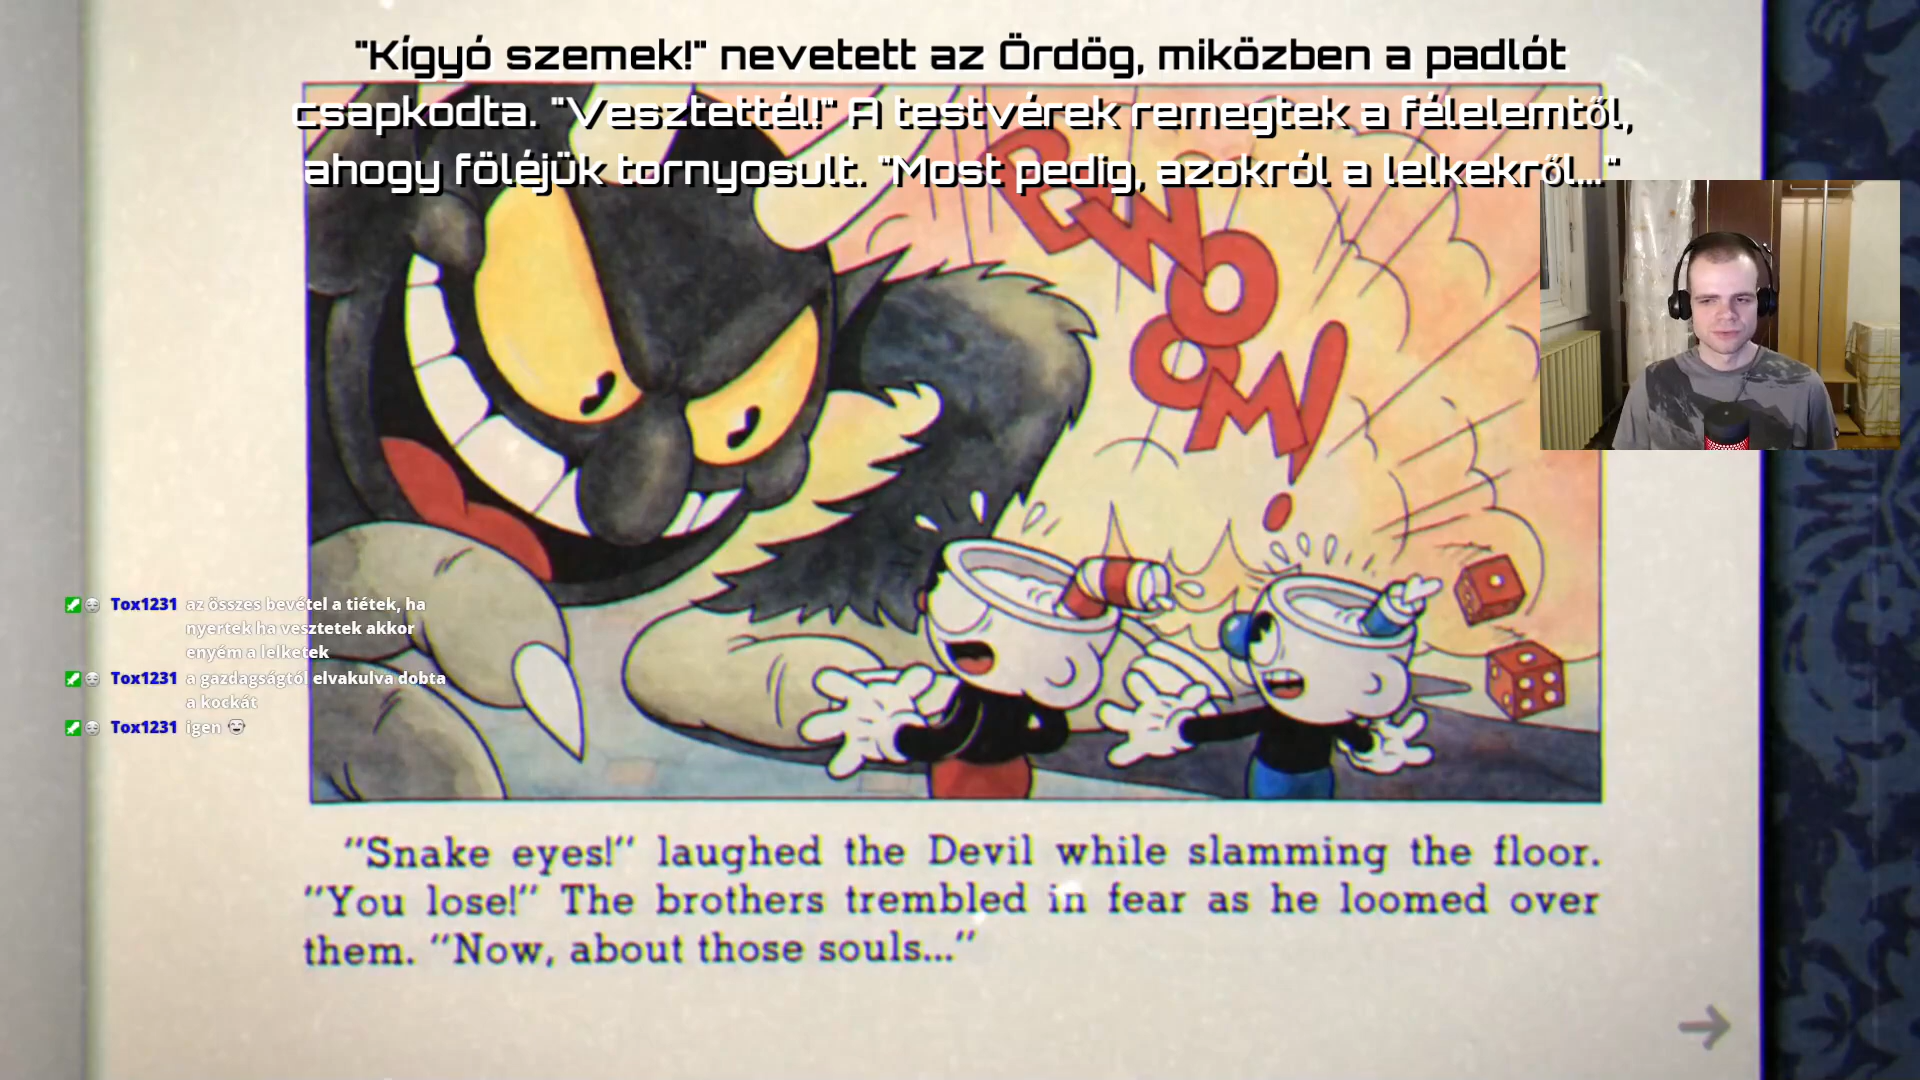 "Kígyó szemek!" nevetett az Ördög, miközben a padlót
csapkodta. "Vesztettél!" A testvérek remegtek a félelemtől,
ahogy föléjük tornyosult. "Most pedig, azokról a lelkekről..."
BWOOM!
Tox1231 az összes bevétel a tiétek, ha
nyertek ha vesztetek akkor
enyém a lelketek
Tox1231 a gazdagságtól elvakulva dobta
a kockát
Tox1231 igen
"Snake eyes!" laughed the Devil while slamming the floor.
"You lose!" The brothers trembled in fear as he loomed over
them. "Now, about those souls..."